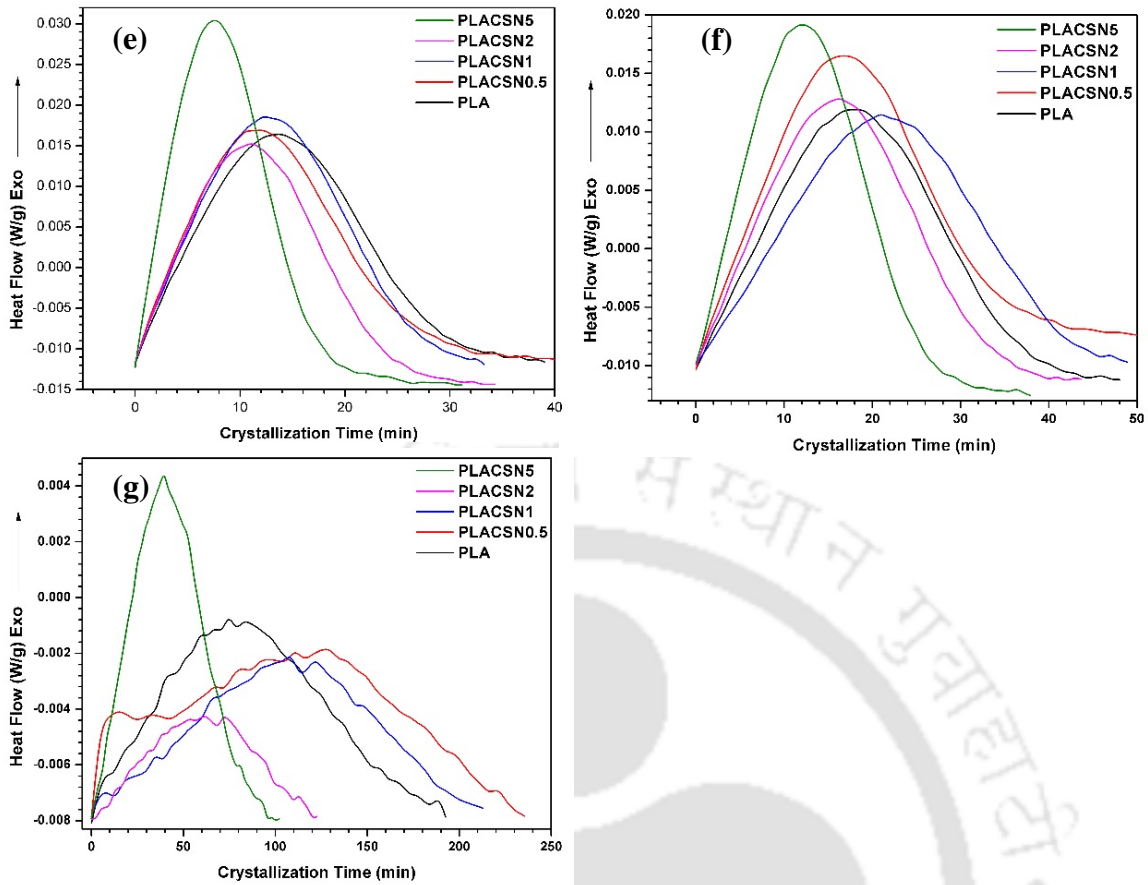 (e)
PLACSN5
PLACSN2
PLACSN1
PLACSN0.5
PLA
0.030
0.025
0.020
0.015
0.010
0.005
0.000
-0.005
-0.010
-0.015
Heat Flow (W/g) Exo
0 10 20 30 40
Crystallization Time (min)
(f)
PLACSN5
PLACSN2
PLACSN1
PLACSN0.5
PLA
0.020
0.015
0.010
0.005
0.000
-0.005
-0.010
Heat Flow (W/g) Exo
0 10 20 30 40 50
Crystallization Time (min)
(g)
PLACSN5
PLACSN2
PLACSN1
PLACSN0.5
PLA
0.004
0.002
0.000
-0.002
-0.004
-0.006
-0.008
Heat Flow (W/g) Exo
0 50 100 150 200 250
Crystallization Time (min)